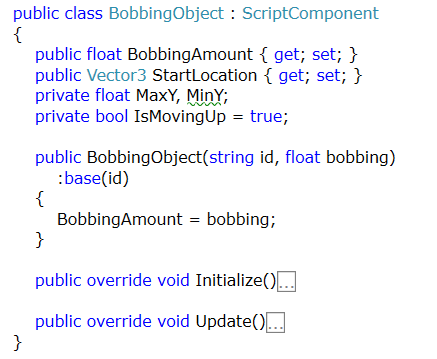 public class BobbingObject : ScriptComponent
{
public float BobbingAmount { get; set; }
public Vector3 StartLocation { get; set; }
private float MaxY, MinY;
private bool IsMovingUp = true;
public BobbingObject(string id, float bobbing)
:base(id)
{
BobbingAmount = bobbing;
}
public override void Initialize()...
public override void Update()...
}